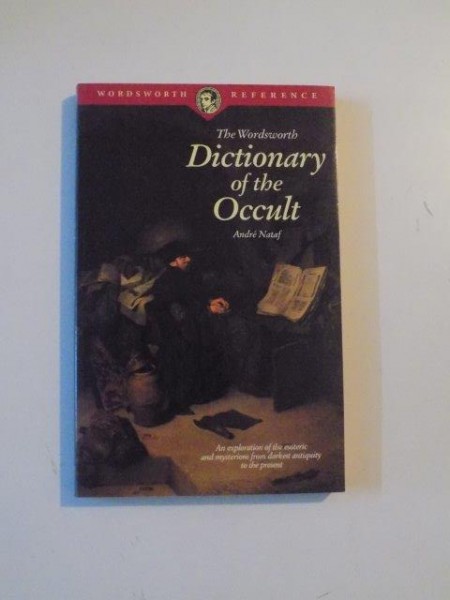 WORDSWORTH REFERENCE
The Wordsworth
Dictionary
of the
Occult
André Nataf
An exploration of the esoteric
and mysterious from darkest antiquity
to the present